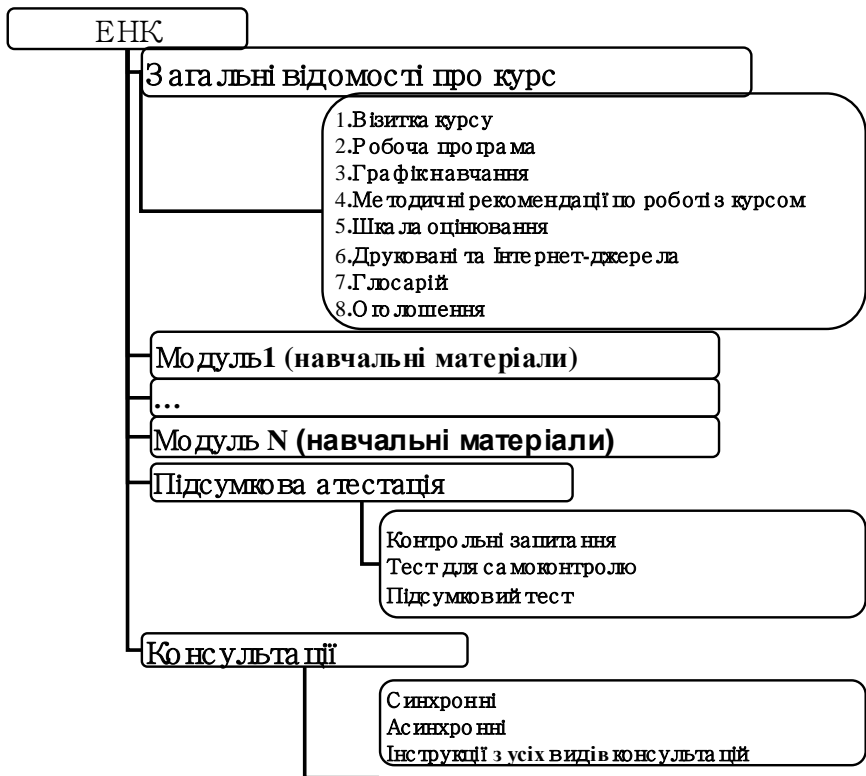 ЕНК
Загальні відомості про курс
1.Візитка курсу
2.Робоча програма
3.Графік навчання
4.Методичні рекомендації по роботі з курсом
5.Шкала оцінювання
6.Друковані та Інтернет-джерела
7.Глосарій
8.Оголошення
Модуль1 (навчальні матеріали)
...
Модуль N (навчальні матеріали)
Підсумкова атестація
Контрольні запитання
Тест для самоконтролю
Підсумковий тест
Консультації
Синхронні
Асинхронні
Інструкції з усіх видів консультацій